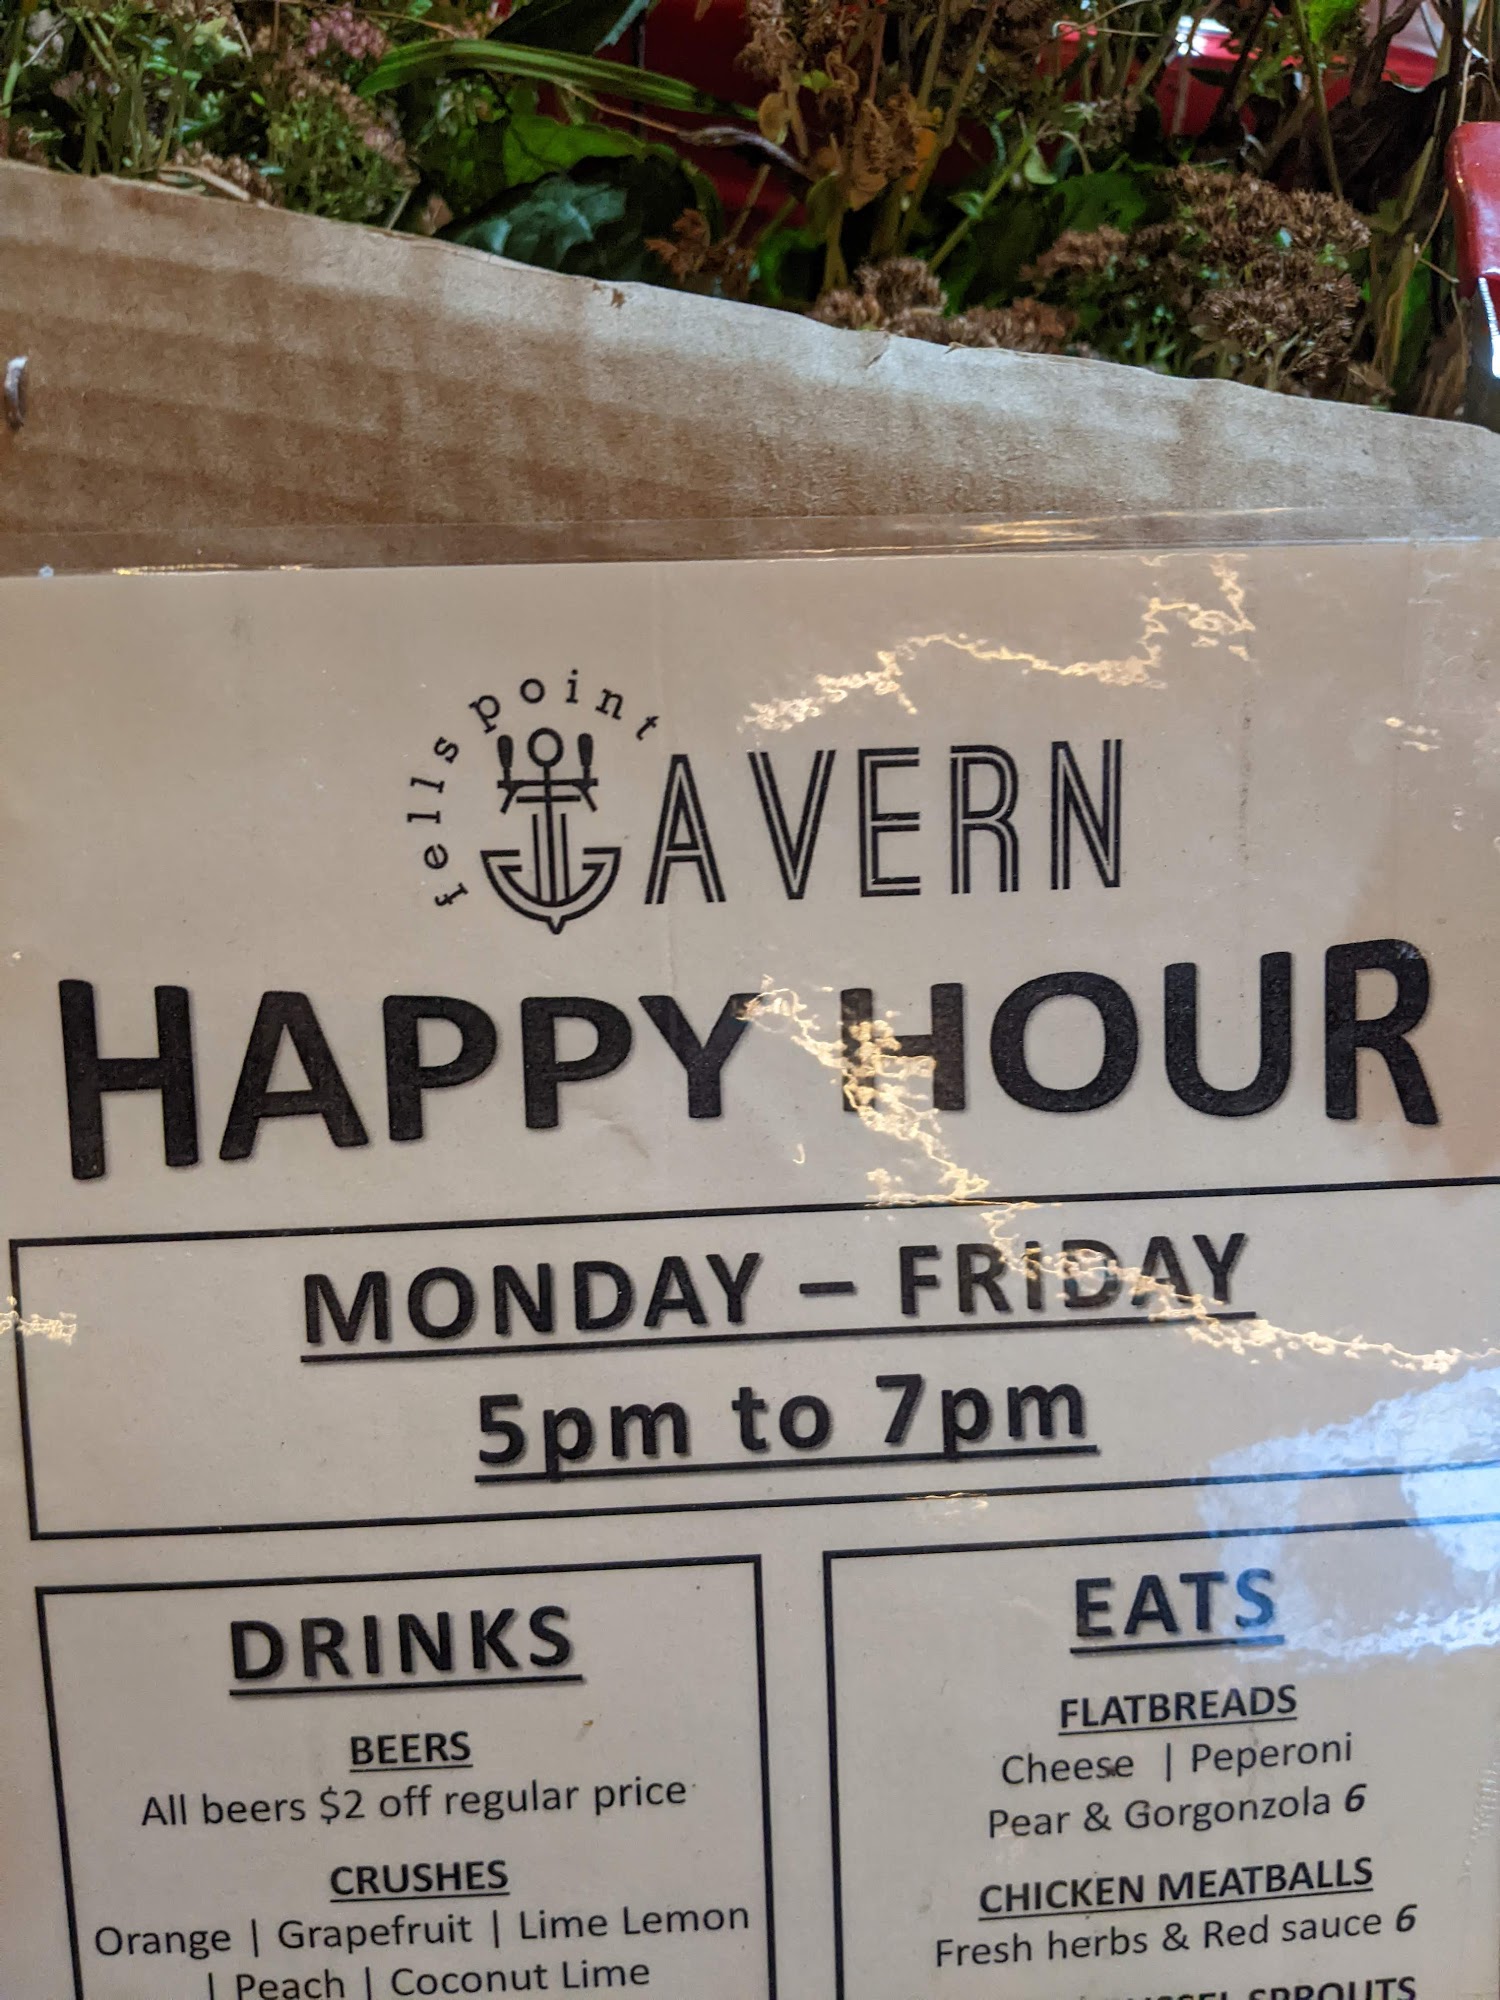 fells point
TAVERN
HAPPY HOUR
MONDAY – FRIDAY
5pm to 7pm
DRINKS
BEERS
All beers $2 off regular price
CRUSHES
Orange | Grapefruit | Lime Lemon
| Peach | Coconut Lime
EATS
FLATBREADS
Cheese | Peperoni
Pear & Gorgonzola 6
CHICKEN MEATBALLS
Fresh herbs & Red sauce 6
SPROUTS